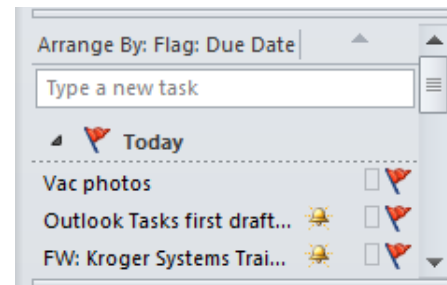 Arrange By: Flag: Due Date
Type a new task
Today
Vac photos
Outlook Tasks first draft...
FW: Kroger Systems Trai...